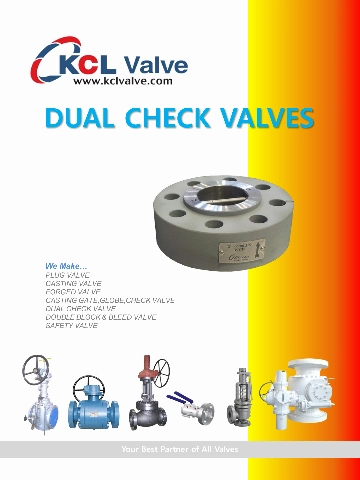 KCL Valve
www.kclvalve.com
DUAL CHECK VALVES
We Make...
PLUG VALVE
CASTING VALVE
FORGED VALVE
CASTING GATE,GLOBE,CHECK VALVE
DUAL CHECK VALVE
DOUBLE BLOCK & BLEED VALVE
SAFETY VALVE
Your Best Partner of All Valves